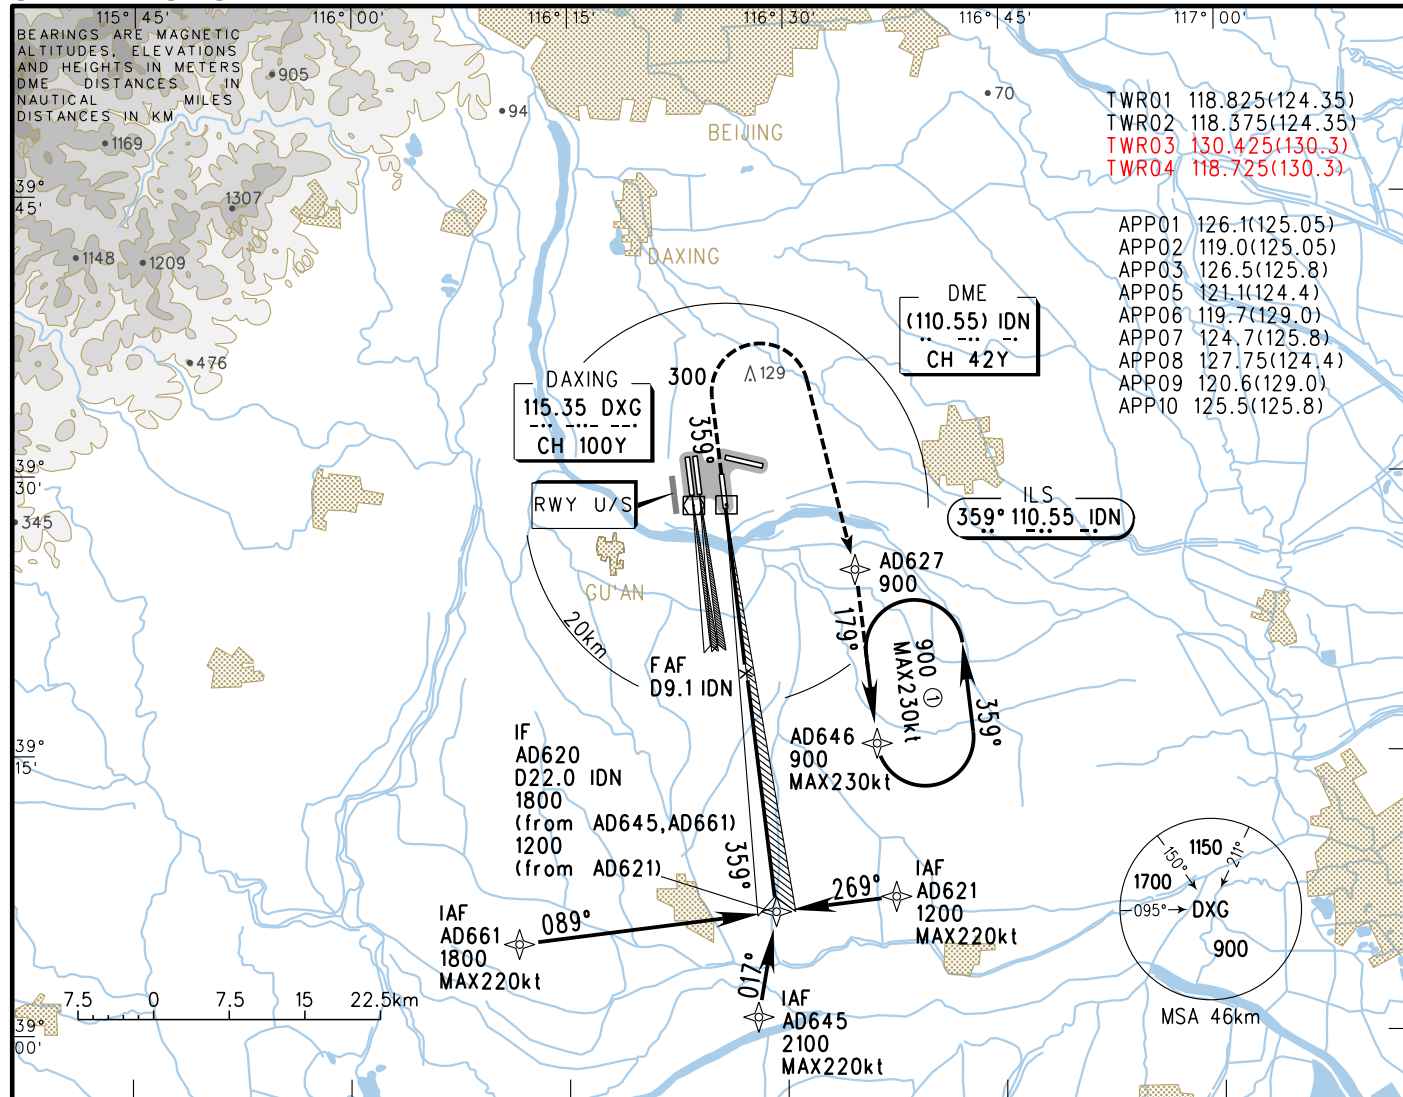 115° 45'
116° 00'
116° 15'
116° 30'
116° 45'
117° 00'
BEARINGS ARE MAGNETIC
ALTITUDES, ELEVATIONS
AND HEIGHTS IN METERS
DME DISTANCES IN
NAUTICAL MILES
DISTANCES IN KM
905
94
70
1169
1307
1148
1209
476
345
800
400
100
BEIJING
DAXING
TWR01 118.825(124.35)
TWR02 118.375(124.35)
TWR03 130.425(130.3)
TWR04 118.725(130.3)
APP01 126.1(125.05)
APP02 119.0(125.05)
APP03 126.5(125.8)
APP05 121.1(124.4)
APP06 119.7(129.0)
APP07 124.7(125.8)
APP08 127.75(124.4)
APP09 120.6(129.0)
APP10 125.5(125.8)
39°
45'
39°
30'
39°
15'
39°
00'
DME
(110.55) IDN
CH 42Y
DAXING
115.35 DXG
CH 100Y
300
129
359°
RWY U/S
ILS
359° 110.55 IDN
GU'AN
20km
AD627
900
179°
900 ①
MAX230kt
359°
FAF
D9.1 IDN
AD646
900
MAX230kt
IF
AD620
D22.0 IDN
1800
(from AD645,AD661)
1200
(from AD621)
359°
269°
IAF
AD621
1200
MAX220kt
089°
IAF
AD661
1800
MAX220kt
017°
IAF
AD645
2100
MAX220kt
7.5 0 7.5 15 22.5km
1150
150°
211°
1700
095°
DXG
900
MSA 46km